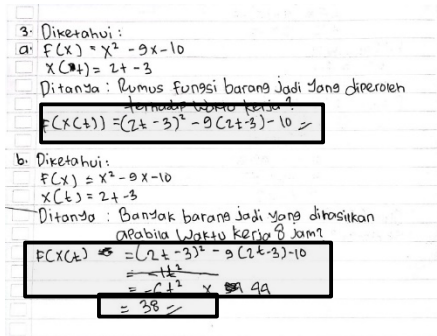 3. Diketahui:
a. F(x) = x² - 9x - 10
x(t) = 2t - 3
Ditanya : Rumus fungsi barang jadi yang diperoleh
terhadap waktu kerja?
F(x(t)) = (2t - 3)² - 9(2t - 3) - 10 =
b. Diketahui:
F(x) = x² - 9x - 10
x(t) = 2t - 3
Ditanya : Banyak barang jadi yang dihasilkan
apabila waktu kerja 8 jam?
F(x(t) = (2t - 3)² - 9(2t - 3) - 10
= 38 =